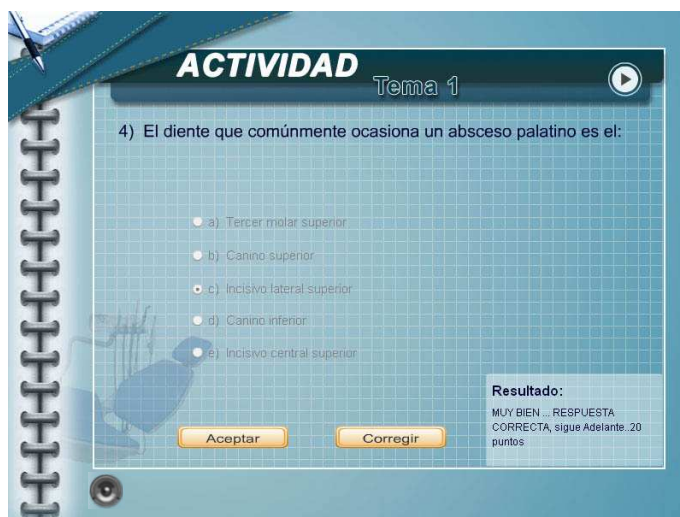 ACTIVIDAD
Tema 1
4) El diente que comúnmente ocasiona un absceso palatino es el:
a) Tercer molar superior
b) Canino superior
c) Incisivo lateral superior
d) Canino inferior
e) Incisivo central superior
Resultado:
MUY BIEN ... RESPUESTA
CORRECTA, sigue Adelante..20
puntos
Aceptar
Corregir